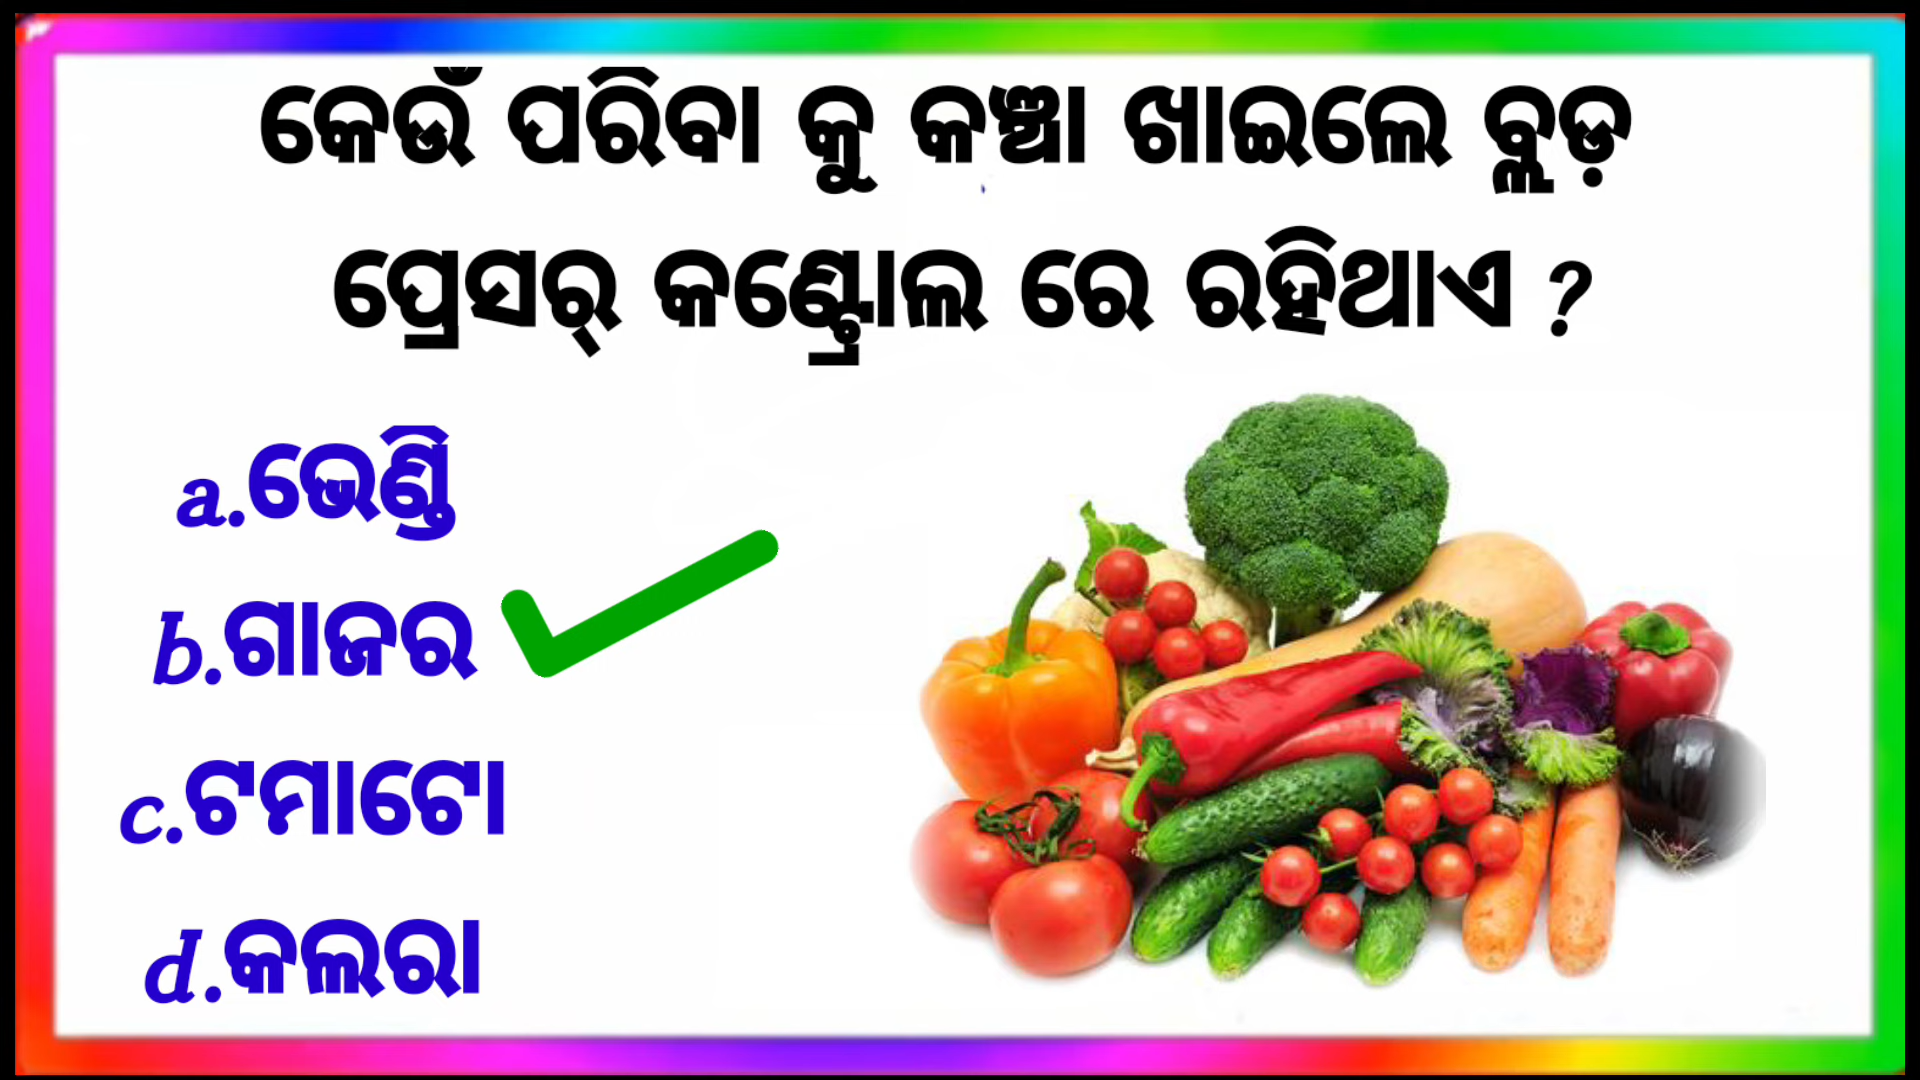 କେଉଁ ପରିବା କୁ କଞ୍ଚା ଖାଇଲେ ବ୍ଲଡ଼
ପ୍ରେସର୍ କଣ୍ଟ୍ରୋଲ ରେ ରହିଥାଏ ?
a.ଭେଣ୍ଡି
b.ଗାଜର
c.ଟମାଟୋ
d.କଲରା